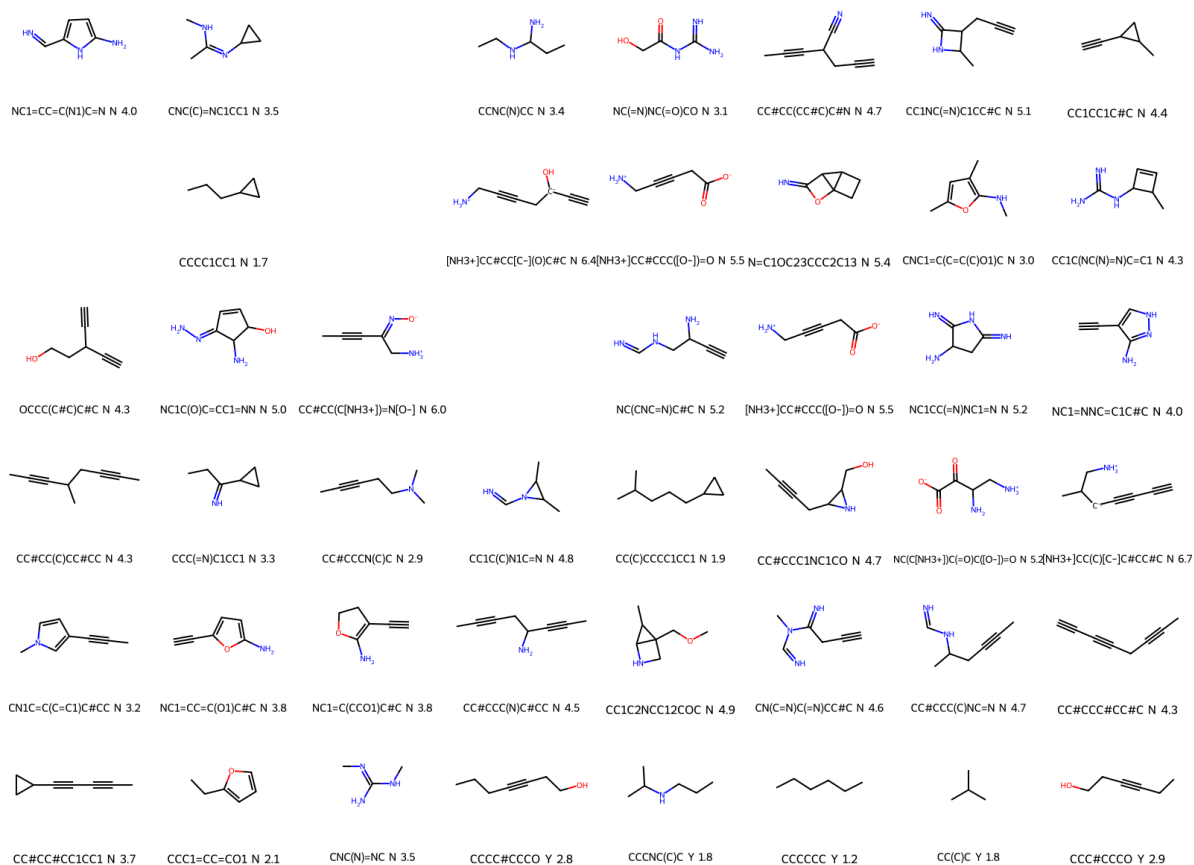 NC1=CC=C(N1)C=N N 4.0
CNC(C)=NC1CC1 N 3.5
CCNC(N)CC N 3.4
NC(=N)NC(=O)CO N 3.1
CC#CC(CC#C)C#N N 4.7
CC1NC(=N)C1CC#C N 5.1
CC1CC1C#C N 4.4
CCCC1CC1 N 1.7
[NH3+]CC#CC[C-](O)C#C N 6.4
[NH3+]CC#CCC([O-])=O N 5.5
N=C1OC23CCC2C13 N 5.4
CNC1=C(C=C(C)O1)C N 3.0
CC1C(NC(N)=N)C=C1 N 4.3
OCCC(C#C)C#C N 4.3
NC1C(O)C=CC1=NN N 5.0
CC#CC(C[NH3+])=N[O-] N 6.0
NC(CNC=N)C#C N 5.2
[NH3+]CC#CCC([O-])=O N 5.5
NC1CC(=N)NC1=N N 5.2
NC1=NNC=C1C#C N 4.0
CC#CC(C)CC#CC N 4.3
CCC(=N)C1CC1 N 3.3
CC#CCCN(C)C N 2.9
CC1C(C)N1C=N N 4.8
CC(C)CCCC1CC1 N 1.9
CC#CCC1NC1CO N 4.7
NC(C[NH3+])C(=O)C([O-])=O N 5.2
[NH3+]CC(C)[C-]C#CC#C N 6.7
CN1C=C(C=C1)C#CC N 3.2
NC1=CC=C(O1)C#C N 3.8
NC1=C(CCO1)C#C N 3.8
CC#CCC(N)C#CC N 4.5
CC1C2NCC12COC N 4.9
CN(C=N)C(=N)CC#C N 4.6
CC#CCC(C)NC=N N 4.7
CC#CCC#CC#C N 4.3
CC#CC#CC1CC1 N 3.7
CCC1=CC=CO1 N 2.1
CNC(N)=NC N 3.5
CCCC#CCCO Y 2.8
CCCNC(C)C Y 1.8
CCCCCC Y 1.2
CC(C)C Y 1.8
CCC#CCCO Y 2.9